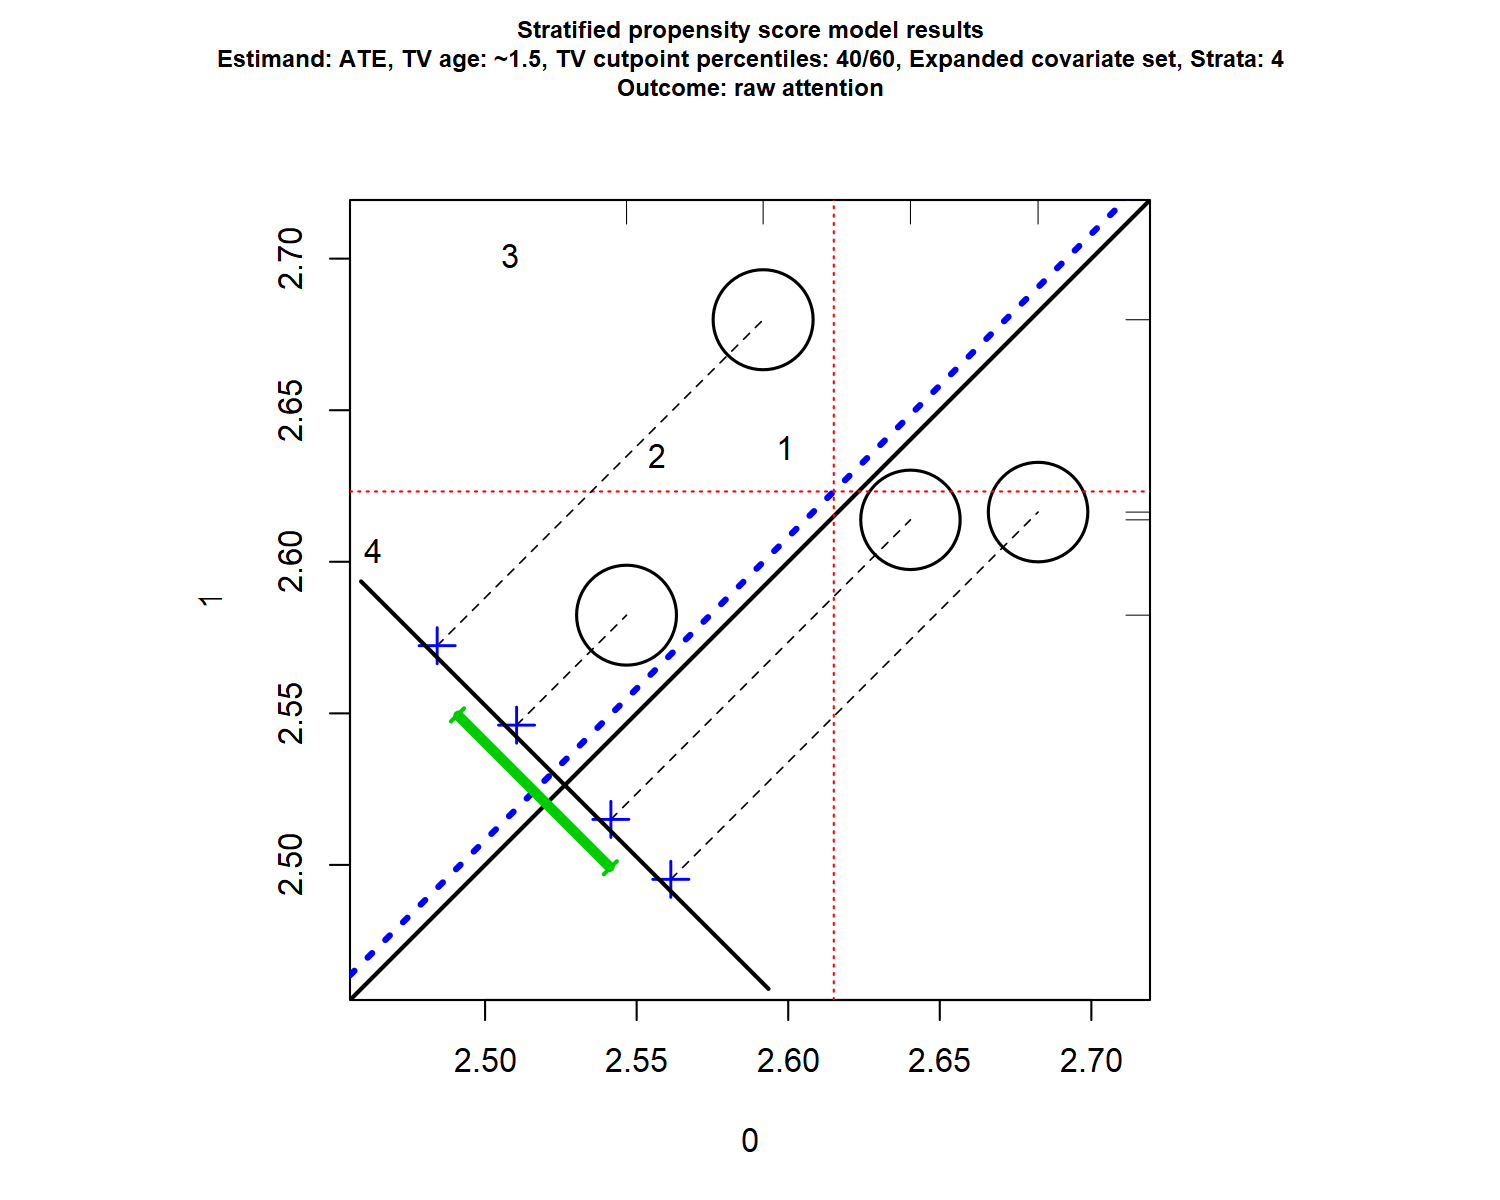 Stratified propensity score model results
Estimand: ATE, TV age: ~1.5, TV cutpoint percentiles: 40/60, Expanded covariate set, Strata: 4
Outcome: raw attention
3
2
1
4
2.70
2.65
2.60
2.55
2.50
1
2.50 2.55 2.60 2.65 2.70
0